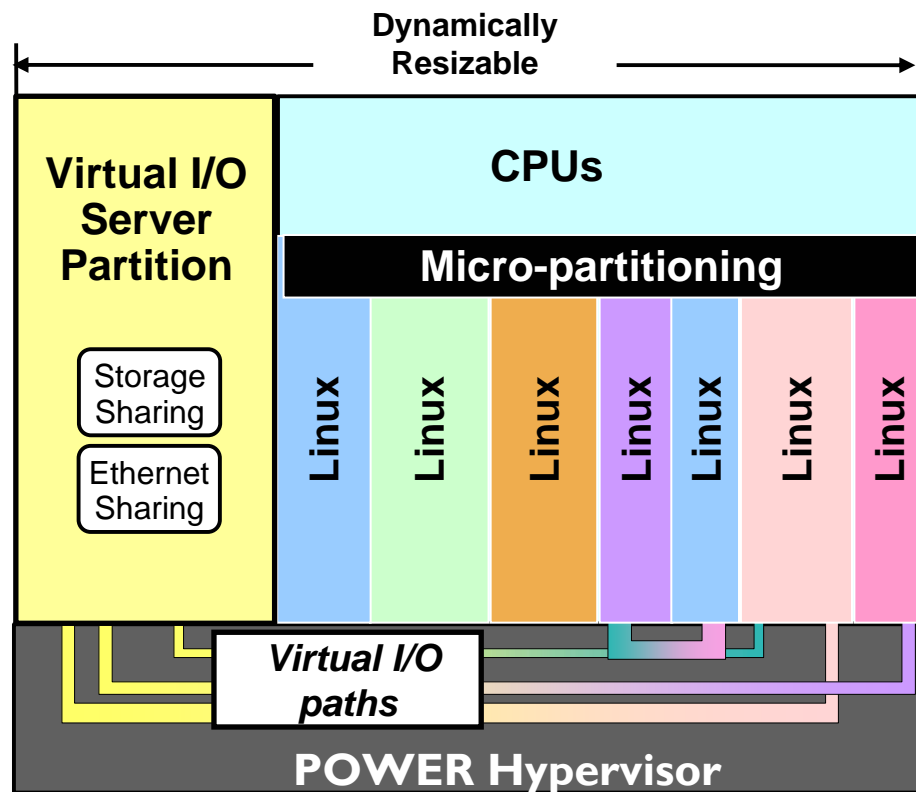 Dynamically
Resizable
Virtual I/O
Server
Partition
CPUs
Micro-partitioning
Storage
Sharing
Ethernet
Sharing
Linux
Linux
Linux
Linux
Linux
Linux
Linux
Virtual I/O
paths
POWER Hypervisor